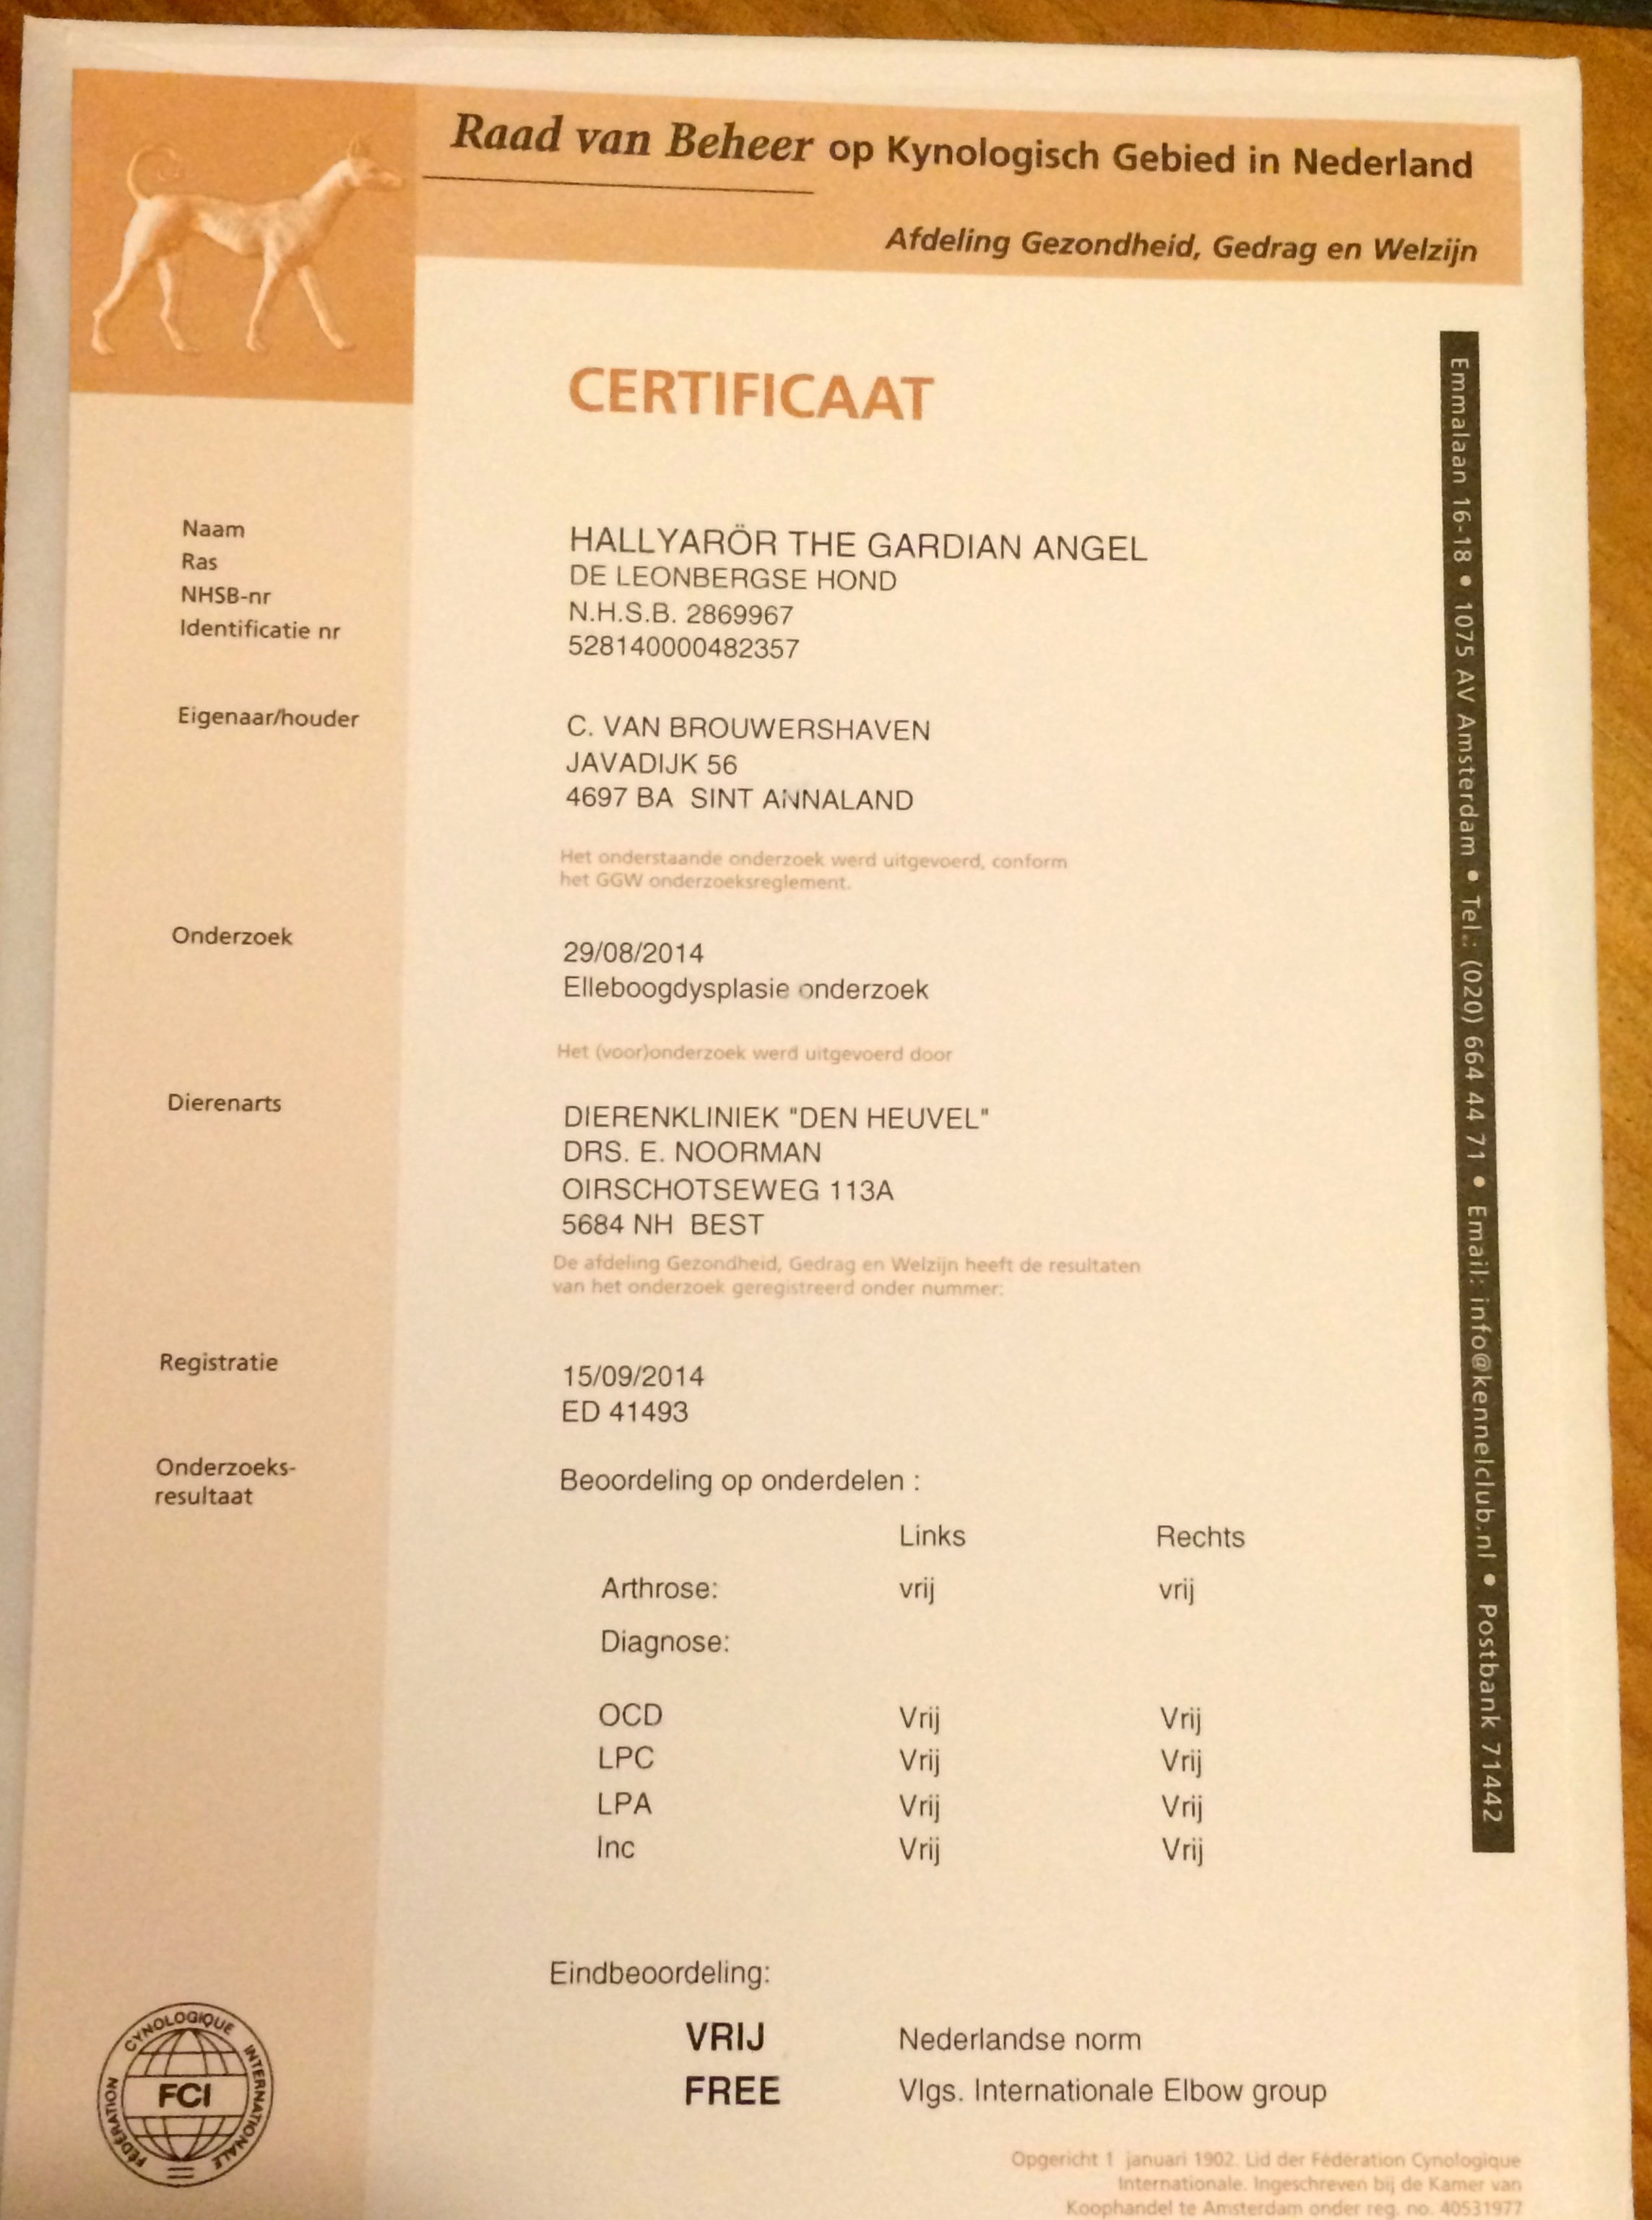 Raad van Beheer op Kynologisch Gebied in Nederland
Afdeling Gezondheid, Gedrag en Welzijn
CERTIFICAAT
Naam HALLYARÖR THE GARDIAN ANGEL
Ras DE LEONBERGSE HOND
NHSB-nr N.H.S.B. 2869967
Identificatie nr 528140000482357
Eigenaar/houder C. VAN BROUWERSHAVEN
JAVADIJK 56
4697 BA SINT ANNALAND
Het onderstaande onderzoek werd uitgevoerd, conform
het GGW onderzoeksreglement.
Onderzoek 29/08/2014
Elleboogdysplasie onderzoek
Het (voor)onderzoek werd uitgevoerd door
Dierenarts DIERENKLINIEK "DEN HEUVEL"
DRS. E. NOORMAN
OIRSCHOTSEWEG 113A
5684 NH BEST
De afdeling Gezondheid, Gedrag en Welzijn heeft de resultaten
van het onderzoek geregistreerd onder nummer:
Registratie 15/09/2014
ED 41493
Onderzoeks- Beoordeling op onderdelen :
resultaat
Links Rechts
Arthrose: vrij vrij
Diagnose:
OCD Vrij Vrij
LPC Vrij Vrij
LPA Vrij Vrij
Inc Vrij Vrij
Eindbeoordeling:
VRIJ Nederlandse norm
FREE Vlgs. Internationale Elbow group
FÉDÉRATION CYNOLOGIQUE INTERNATIONALE
FCI
Opgericht 1 januari 1902. Lid der Féderation Cynologique
Internationale. Ingeschreven bij de Kamer van
Koophandel te Amsterdam onder reg. no. 40531977
Emmalaan 16-18 • 1075 AV Amsterdam • Tel.: (020) 664 44 71 • Email: info@kennelclub.nl • Postbank 71442